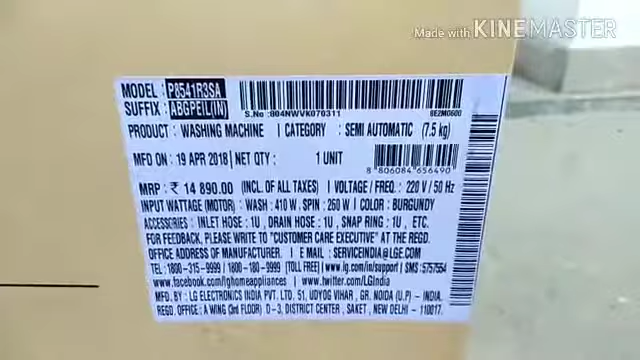 Made with KINEMASTER
MODEL : P8541R3SA
SUFFIX : ABGPEIL(IN)
S.No :804NWVK070311
BE2M0600
PRODUCT : WASHING MACHINE | CATEGORY : SEMI AUTOMATIC (7.5 kg)
MFD ON : 19 APR 2018 | NET QTY : 1 UNIT
8 806084 656490
MRP : ₹ 14 890.00 (INCL. OF ALL TAXES) | VOLTAGE / FREQ. : 220 V / 50 Hz
INPUT WATTAGE (MOTOR) : WASH : 410 W , SPIN : 260 W | COLOR : BURGUNDY
ACCESSORIES : INLET HOSE : 1U , DRAIN HOSE : 1U , SNAP RING : 1U , ETC.
FOR FEEDBACK, PLEASE WRITE TO "CUSTOMER CARE EXECUTIVE" AT THE REGD.
OFFICE ADDRESS OF MANUFACTURER. | E MAIL : SERVICEINDIA@LGE.COM
TEL : 1800-315-9999 / 1800-180-9999 (TOLL FREE) | www.lg.com/in/support | SMS :5757554
www.facebook.com/lghomeappliances | www.twitter.com/LGIndia
MFG. BY : LG ELECTRONICS INDIA PVT. LTD. 51, UDYOG VIHAR , GR. NOIDA (U.P) - INDIA.
REGD. OFFICE : A WING (3rd FLOOR) D-3, DISTRICT CENTER , SAKET, NEW DELHI - 110017.